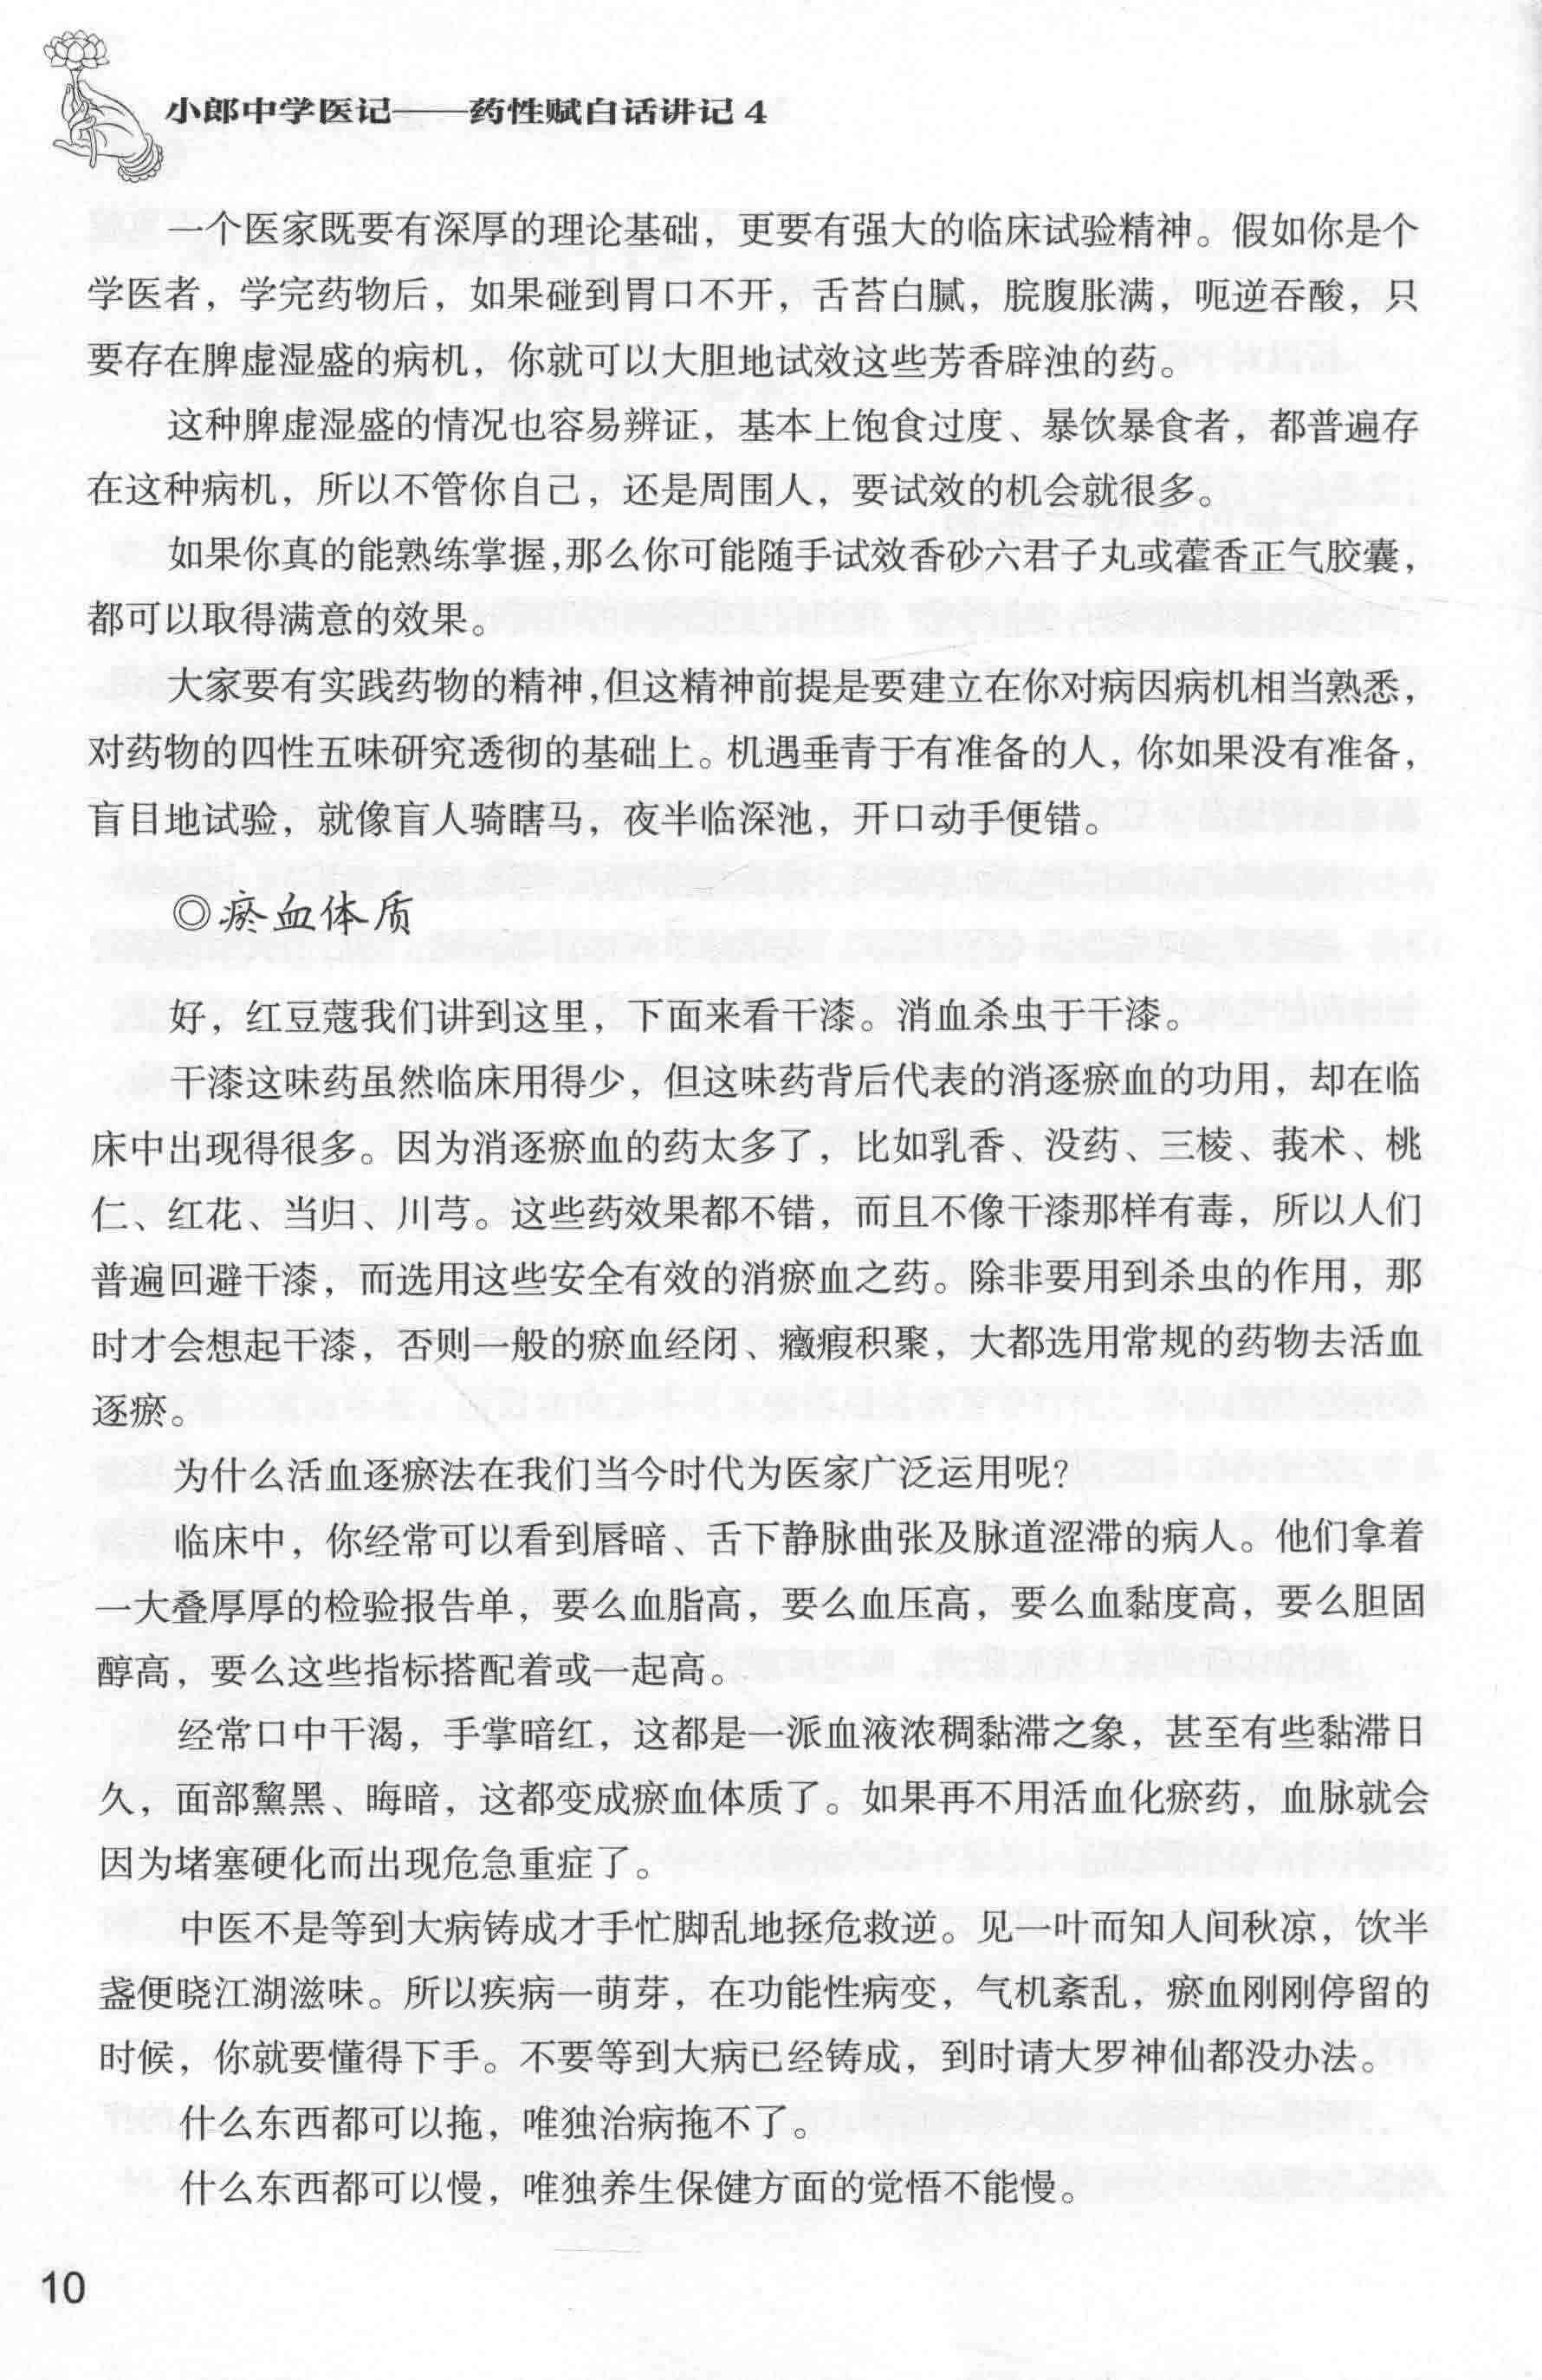 小郎中学医记——药性赋白话讲记 4
一个医家既要有深厚的理论基础，更要有强大的临床试验精神。假如你是个
学医者，学完药物后，如果碰到胃口不开，舌苔白腻，脘腹胀满，呃逆吞酸，只
要存在脾虚湿盛的病机，你就可以大胆地试效这些芳香辟浊的药。
这种脾虚湿盛的情况也容易辨证，基本上饱食过度、暴饮暴食者，都普遍存
在这种病机，所以不管你自己，还是周围人，要试效的机会就很多。
如果你真的能熟练掌握，那么你可能随手试效香砂六君子丸或藿香正气胶囊，
都可以取得满意的效果。
大家要有实践药物的精神，但这精神前提是要建立在你对病因病机相当熟悉，
对药物的四性五味研究透彻的基础上。机遇垂青于有准备的人，你如果没有准备，
盲目地试验，就像盲人骑瞎马，夜半临深池，开口动手便错。
◎瘀血体质
好，红豆蔻我们讲到这里，下面来看干漆。消血杀虫于干漆。
干漆这味药虽然临床用得少，但这味药背后代表的消逐瘀血的功用，却在临
床中出现得很多。因为消逐瘀血的药太多了，比如乳香、没药、三棱、莪术、桃
仁、红花、当归、川芎。这些药效果都不错，而且不像干漆那样有毒，所以人们
普遍回避干漆，而选用这些安全有效的消瘀血之药。除非要用到杀虫的作用，那
时才会想起干漆，否则一般的瘀血经闭、癥瘕积聚，大都选用常规的药物去活血
逐瘀。
为什么活血逐瘀法在我们当今时代为医家广泛运用呢？
临床中，你经常可以看到唇暗、舌下静脉曲张及脉道涩滞的病人。他们拿着
一大叠厚厚的检验报告单，要么血脂高，要么血压高，要么血黏度高，要么胆固
醇高，要么这些指标搭配着或一起高。
经常口中干渴，手掌暗红，这都是一派血液浓稠黏滞之象，甚至有些黏滞日
久，面部黧黑、晦暗，这都变成瘀血体质了。如果再不用活血化瘀药，血脉就会
因为堵塞硬化而出现危急重症了。
中医不是等到大病铸成才手忙脚乱地拯危救逆。见一叶而知人间秋凉，饮半
盏便晓江湖滋味。所以疾病一萌芽，在功能性病变，气机紊乱，瘀血刚刚停留的
时候，你就要懂得下手。不要等到大病已经铸成，到时请大罗神仙都没办法。
什么东西都可以拖，唯独治病拖不了。
什么东西都可以慢，唯独养生保健方面的觉悟不能慢。
10